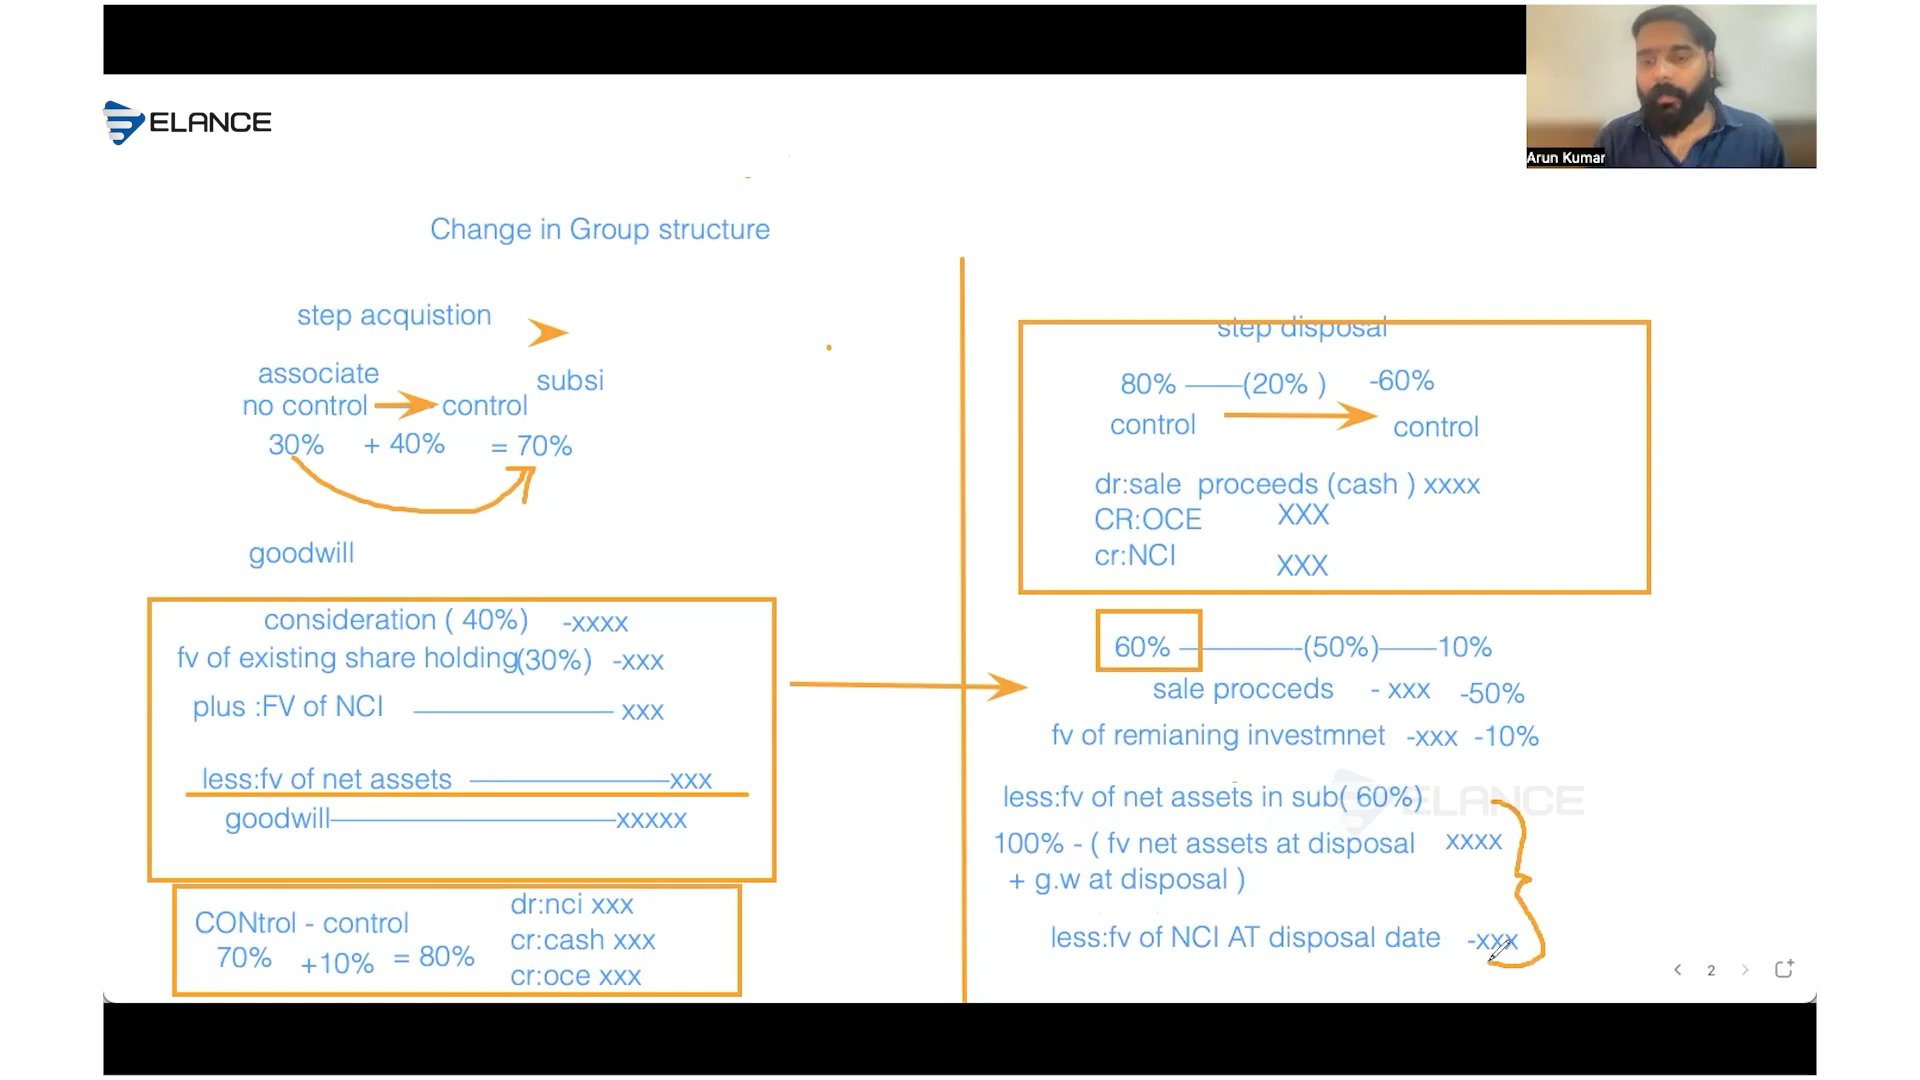 ELANCE
Arun Kumar
Change in Group structure
step acquistion
associate
subsi
no control control
30% + 40% = 70%
goodwill
consideration ( 40%) -xxxx
fv of existing share holding(30%) -xxx
plus :FV of NCI xxx
less:fv of net assets xxx
goodwill xxxxx
CONtrol - control
70% +10% = 80%
dr:nci xxx
cr:cash xxx
cr:oce xxx
step disposal
80% (20% ) -60%
control control
dr:sale proceeds (cash ) xxxx
CR:OCE XXX
cr:NCI XXX
60% -(50%) 10%
sale procceds - xxx -50%
fv of remianing investmnet -xxx -10%
less:fv of net assets in sub( 60%)
ELANCE
100% - ( fv net assets at disposal xxxx
+ g.w at disposal )
less:fv of NCI AT disposal date -xxx
2